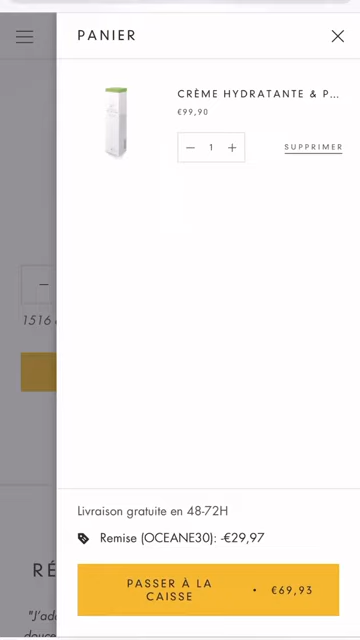 PANIER
CRÈME HYDRATANTE & P...
€99,90
1
SUPPRIMER
1516
Livraison gratuite en 48-72H
Remise (OCEANE30): -€29,97
PASSER À LA
CAISSE • €69,93
RÉ
"J'ad
douce